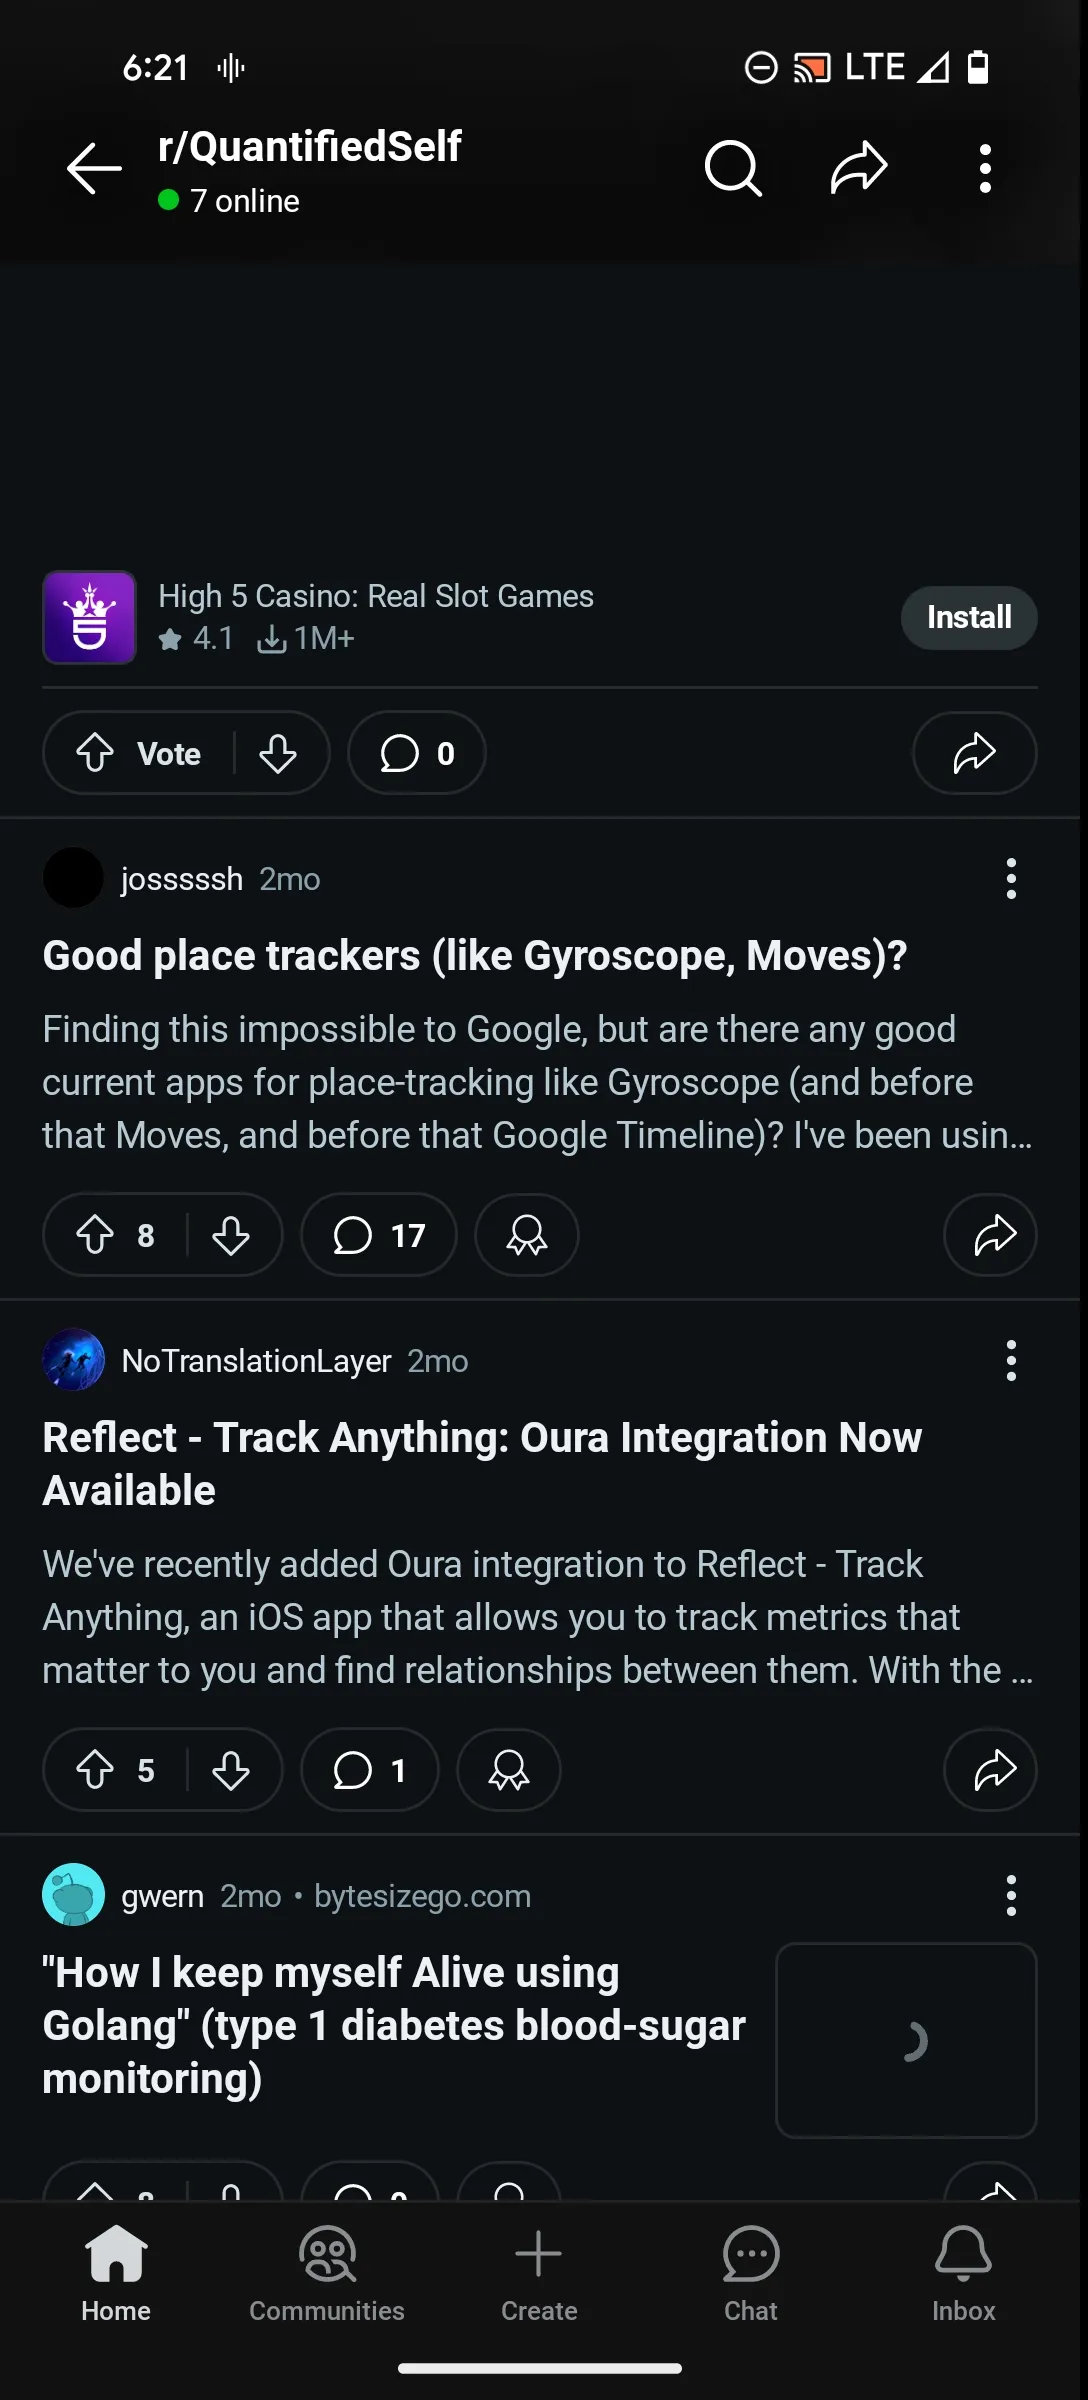 6:21
LTE
r/QuantifiedSelf
7 online
High 5 Casino: Real Slot Games
4.1 1M+
Install
Vote
0
josssssh 2mo
Good place trackers (like Gyroscope, Moves)?
Finding this impossible to Google, but are there any good
current apps for place-tracking like Gyroscope (and before
that Moves, and before that Google Timeline)? I've been usin...
8
17
NoTranslationLayer 2mo
Reflect - Track Anything: Oura Integration Now
Available
We've recently added Oura integration to Reflect - Track
Anything, an iOS app that allows you to track metrics that
matter to you and find relationships between them. With the ...
5
1
gwern 2mo • bytesizego.com
"How I keep myself Alive using
Golang" (type 1 diabetes blood-sugar
monitoring)
Home
Communities
Create
Chat
Inbox